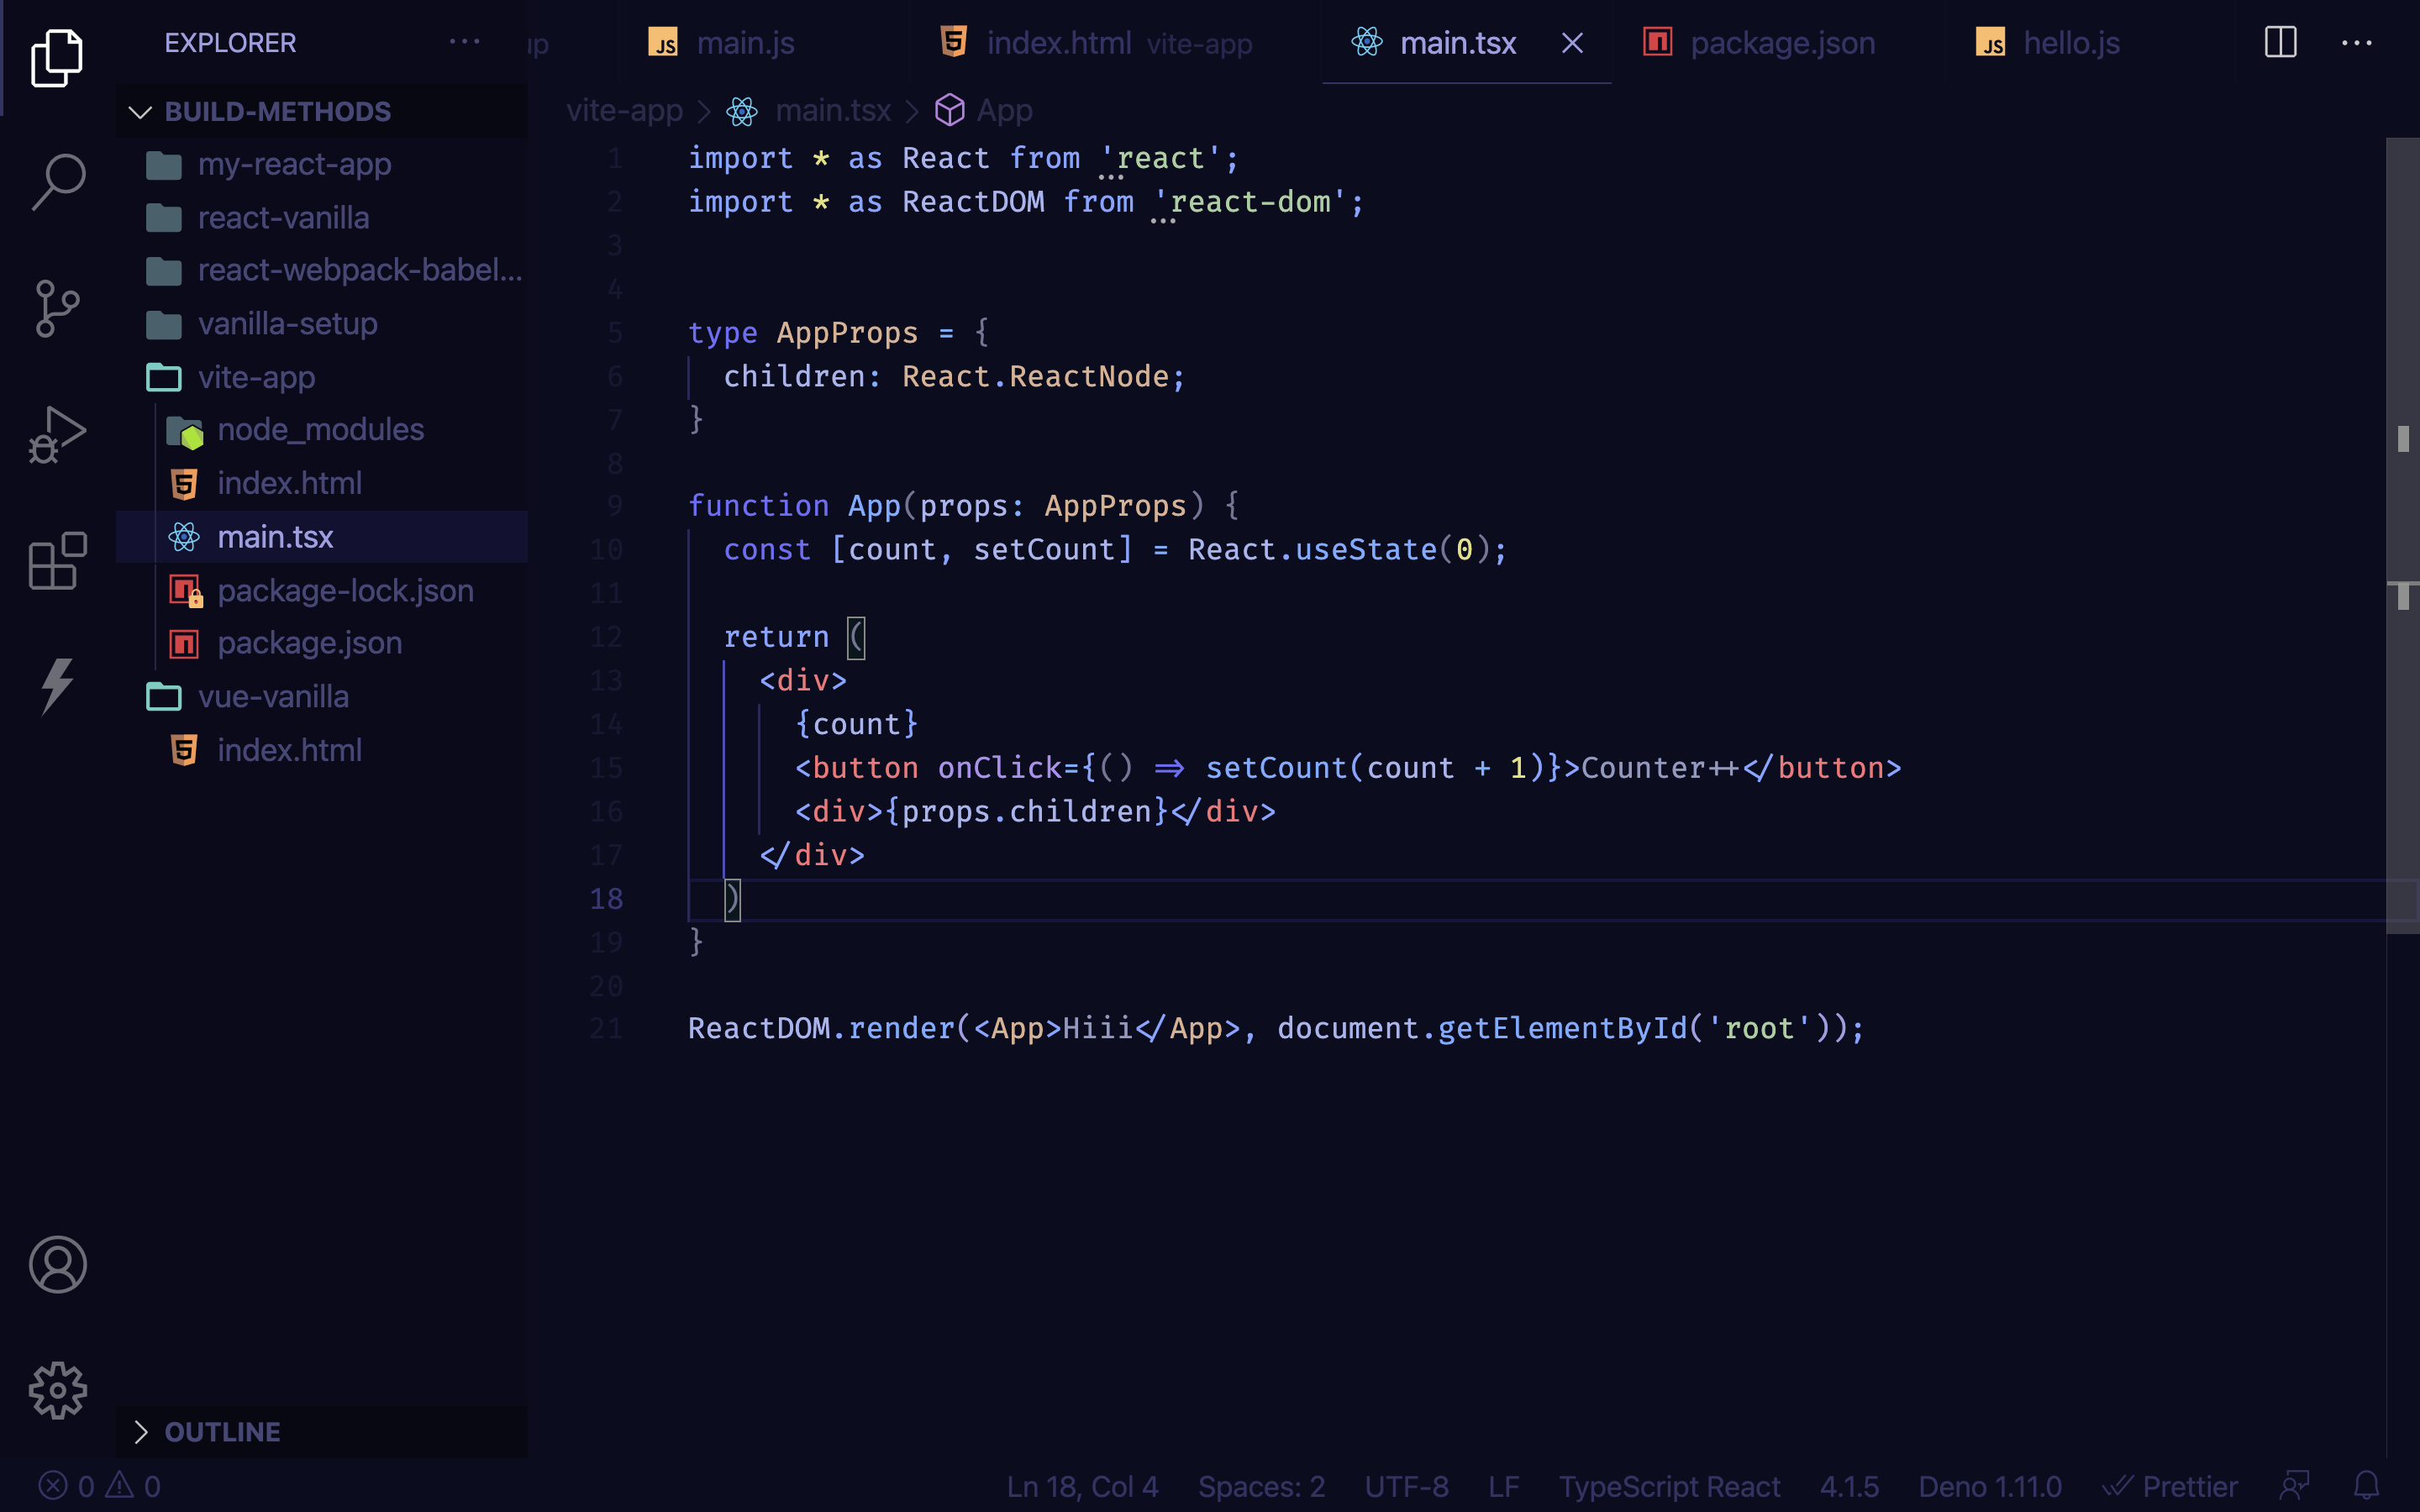 EXPLORER
BUILD-METHODS
my-react-app
react-vanilla
react-webpack-babel...
vanilla-setup
vite-app
node_modules
index.html
main.tsx
package-lock.json
package.json
vue-vanilla
index.html
OUTLINE
up JS main.js index.html vite-app main.tsx package.json JS hello.js
vite-app > main.tsx > App
1 import * as React from 'react';
2 import * as ReactDOM from 'react-dom';
3
4
5 type AppProps = {
6 children: React.ReactNode;
7 }
8
9 function App(props: AppProps) {
10 const [count, setCount] = React.useState(0);
11
12 return (
13 <div>
14 {count}
15 <button onClick={() => setCount(count + 1)}>Counter++</button>
16 <div>{props.children}</div>
17 </div>
18 )
19 }
20
21 ReactDOM.render(<App>Hiii</App>, document.getElementById('root'));
0 0 Ln 18, Col 4 Spaces: 2 UTF-8 LF TypeScript React 4.1.5 Deno 1.11.0 Prettier